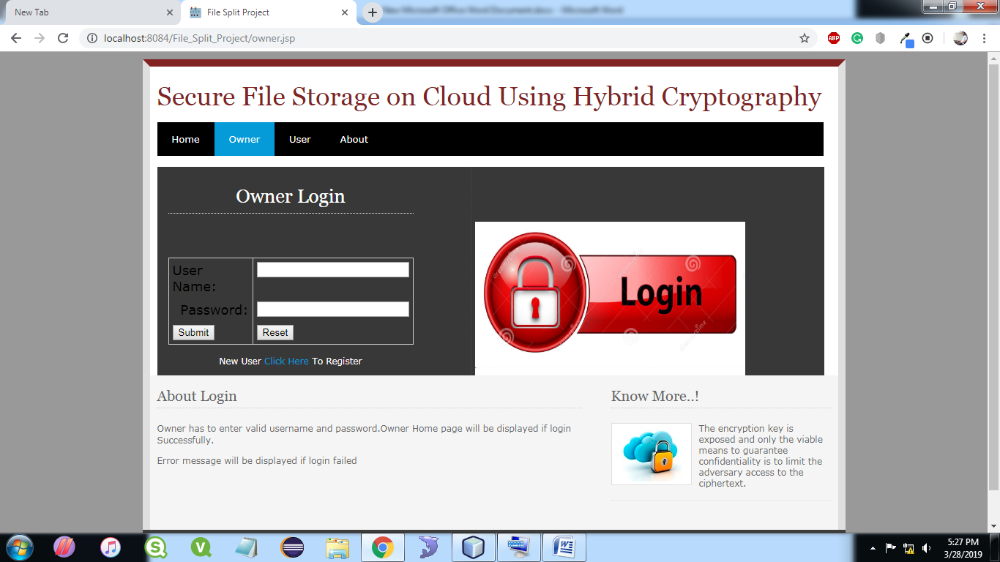 New Tab
File Split Project
New Microsoft Office Word Document.docx - Microsoft Word
localhost:8084/File_Split_Project/owner.jsp
ABP
Secure File Storage on Cloud Using Hybrid Cryptography
Home Owner User About
Owner Login
User
Name:
Password:
Submit Reset
New User Click Here To Register
Login
dreamstime
dreamstime
About Login
Owner has to enter valid username and password.Owner Home page will be displayed if login
Successfully.
Error message will be displayed if login failed
Know More..!
The encryption key is
exposed and only the viable
means to guarantee
confidentiality is to limit the
adversary access to the
ciphertext.
5:27 PM
3/28/2019